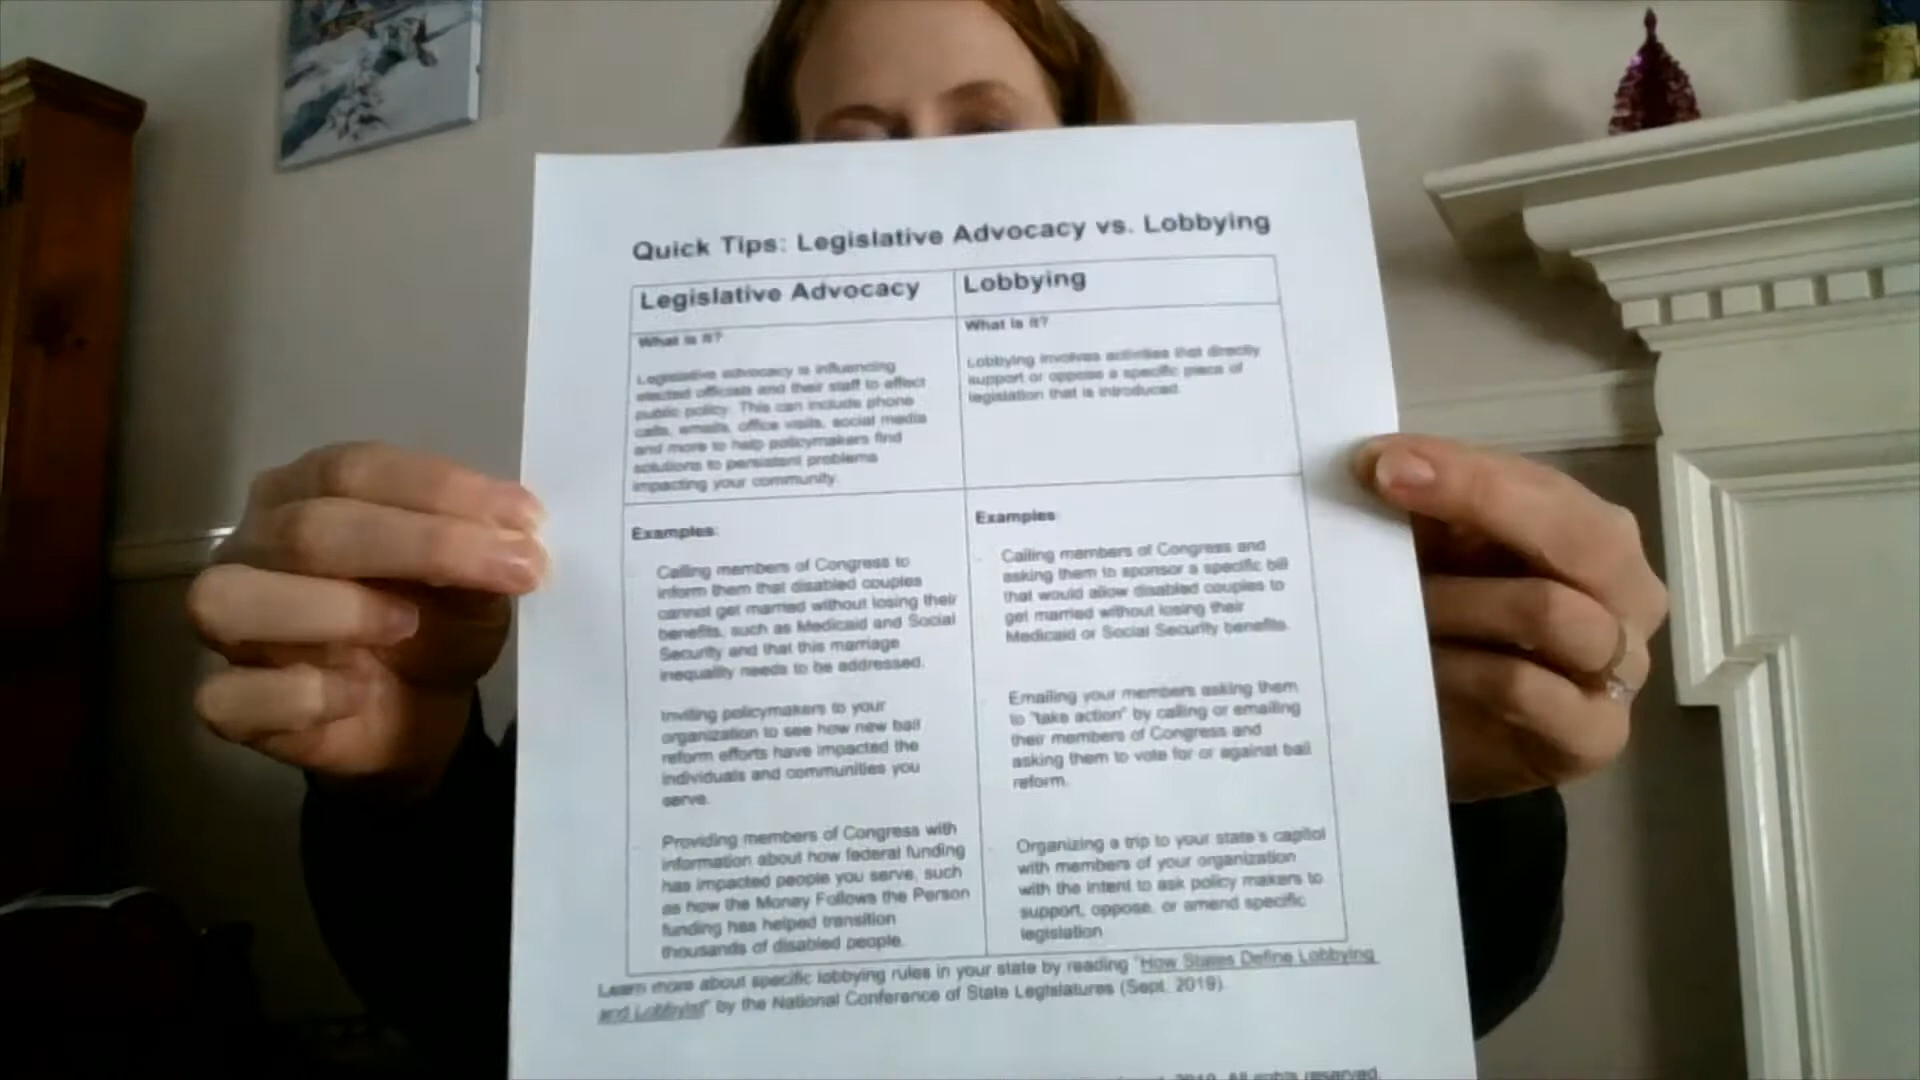 Quick Tips: Legislative Advocacy vs. Lobbying
Legislative Advocacy
What is it?
Legislative advocacy is influencing
elected officials and their staff to effect
public policy. This can include phone
calls, emails, office visits, social media
and more to help policymakers find
solutions to persistent problems
impacting your community.
Lobbying
What is it?
Lobbying involves activities that directly
support or oppose a specific piece of
legislation that is introduced.
Examples:
Calling members of Congress to
inform them that disabled couples
cannot get married without losing their
benefits, such as Medicaid and Social
Security and that this marriage
inequality needs to be addressed.
Inviting policymakers to your
organization to see how new bail
reform efforts have impacted the
individuals and communities you
serve.
Providing members of Congress with
information about how federal funding
has impacted people you serve, such
as how the Money Follows the Person
funding has helped transition
thousands of disabled people.
Examples
Calling members of Congress and
asking them to sponsor a specific bill
that would allow disabled couples to
get married without losing their
Medicaid or Social Security benefits.
Emailing your members asking them
to "take action" by calling or emailing
their members of Congress and
asking them to vote for or against bail
reform.
Organizing a trip to your state's capitol
with members of your organization
with the intent to ask policy makers to
support, oppose, or amend specific
legislation
Learn more about specific lobbying rules in your state by reading "How States Define Lobbying
and Lobbyist" by the National Conference of State Legislatures (Sept. 2019).
2019. All rights reserved.